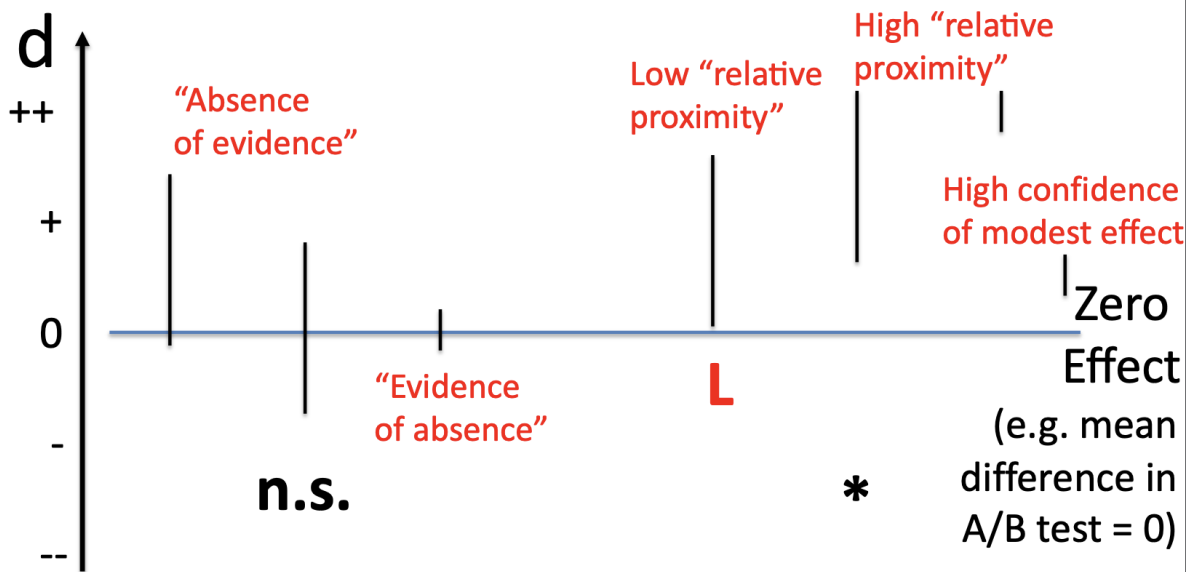 d
++
+
0
-
--
“Absence
of evidence”
“Evidence
of absence”
n.s.
Low “relative
proximity”
L
High “relative
proximity”
*
High confidence
of modest effect
Zero
Effect
(e.g. mean
difference in
A/B test = 0)